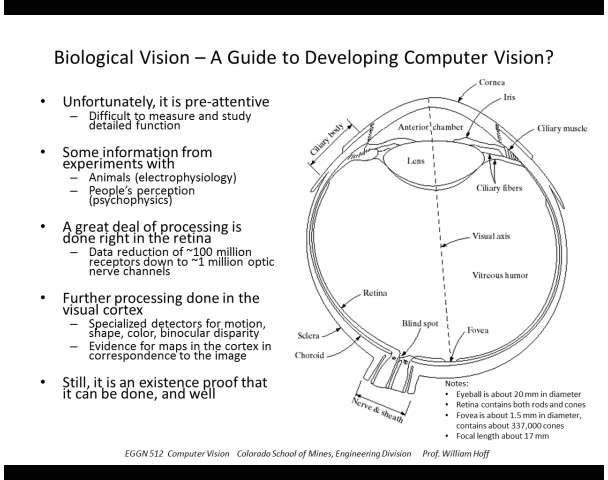 Biological Vision – A Guide to Developing Computer Vision?
• Unfortunately, it is pre-attentive
– Difficult to measure and study
detailed function
• Some information from
experiments with
– Animals (electrophysiology)
– People's perception
(psychophysics)
• A great deal of processing is
done right in the retina
– Data reduction of ~100 million
receptors down to ~1 million optic
nerve channels
• Further processing done in the
visual cortex
– Specialized detectors for motion,
shape, color, binocular disparity
– Evidence for maps in the cortex in
correspondence to the image
• Still, it is an existence proof that
it can be done, and well
Cornea
Iris
Ciliary body
Anterior chamber
Ciliary muscle
Lens
Ciliary fibers
Visual axis
Vitreous humor
Retina
Blind spot
Fovea
Sclera
Choroid
Nerve & sheath
Notes:
• Eyeball is about 20 mm in diameter
• Retina contains both rods and cones
• Fovea is about 1.5 mm in diameter,
contains about 337,000 cones
• Focal length about 17 mm
EGGN 512 Computer Vision Colorado School of Mines, Engineering Division Prof. William Hoff